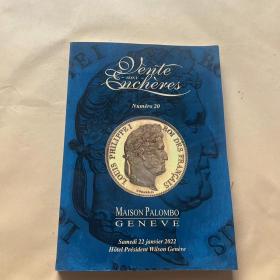 Vente
aux
Enchères
Numéro 20
LOUIS PHILIPPE I ROI DES FRANÇAIS
MAISON PALOMBO
GENEVE
Samedi 22 janvier 2022
Hôtel Président Wilson Genève